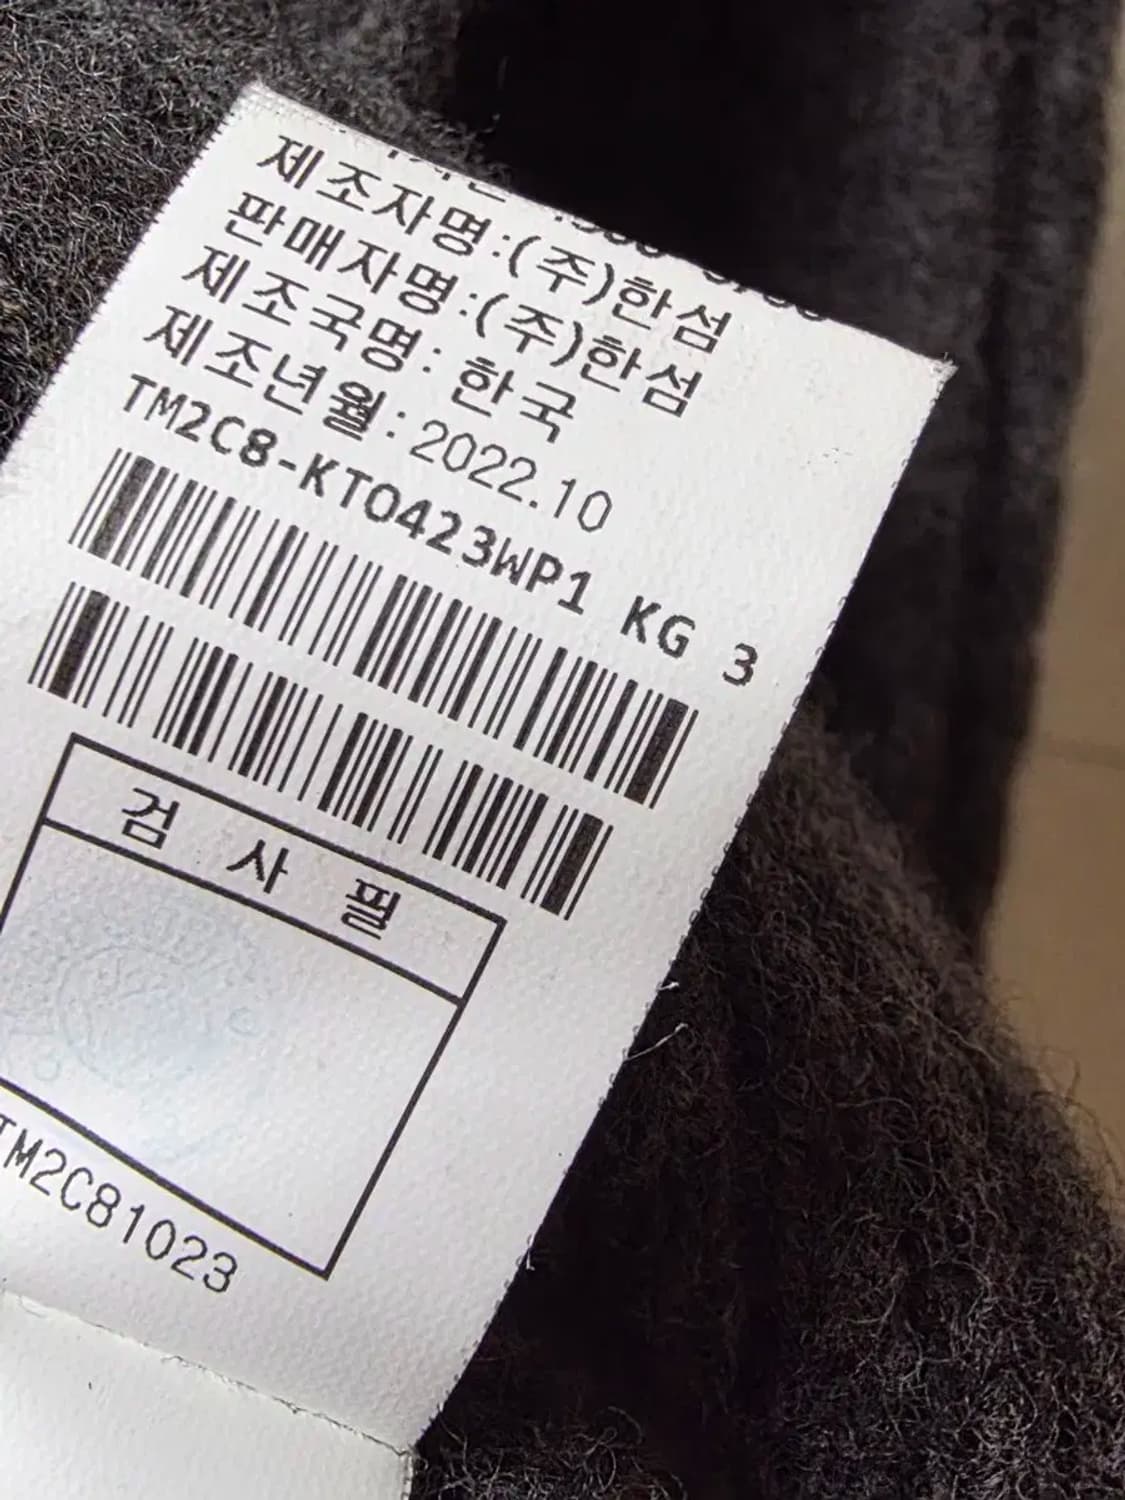 제조자명:(주)한섬
판매자명:(주)한섬
제조국명: 한국
제조년월: 2022.10
TM2C8-KTO423WP1 KG 3
검 사 필
TM2C81023